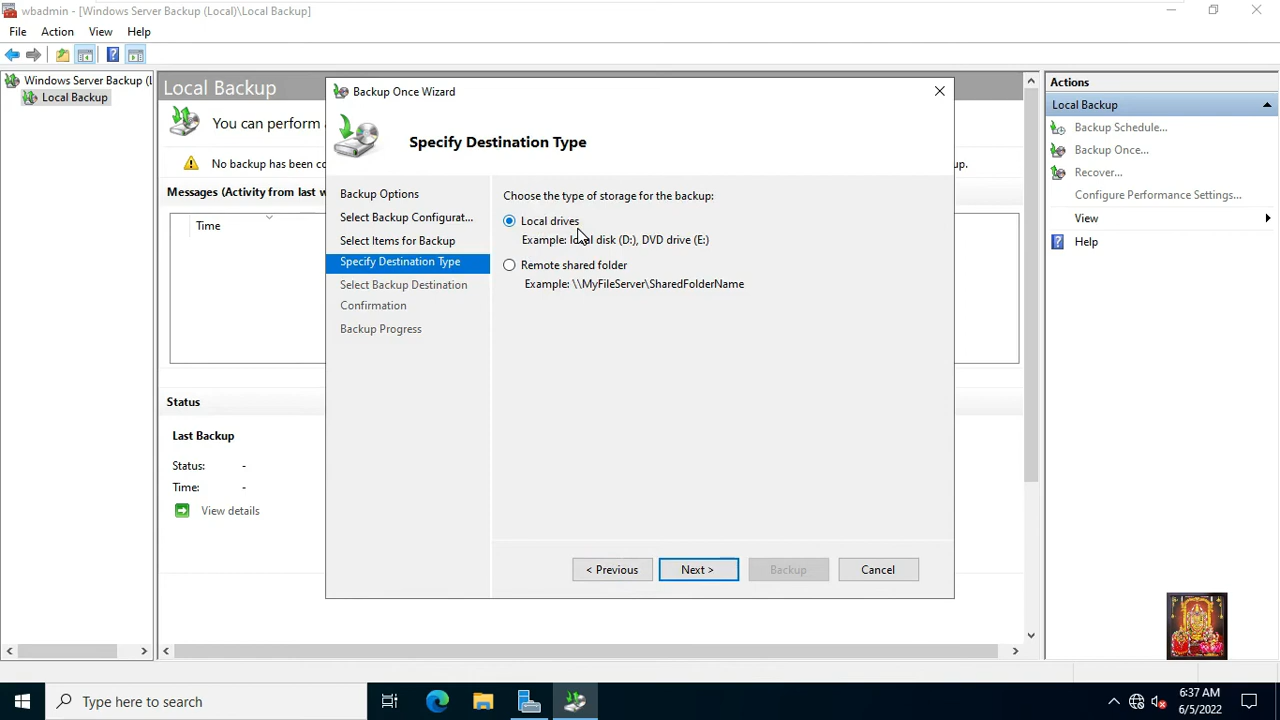 wbadmin - [Windows Server Backup (Local)\Local Backup]
File Action View Help
Windows Server Backup (L
Local Backup
Local Backup
You can perform a
No backup has been co
up.
Messages (Activity from last w
Time
Status
Last Backup
Status: -
Time: -
View details
Backup Once Wizard
Specify Destination Type
Backup Options
Select Backup Configurat...
Select Items for Backup
Specify Destination Type
Select Backup Destination
Confirmation
Backup Progress
Choose the type of storage for the backup:
Local drives
Example: local disk (D:), DVD drive (E:)
Remote shared folder
Example: \\MyFileServer\SharedFolderName
< Previous Next > Backup Cancel
Actions
Local Backup
Backup Schedule...
Backup Once...
Recover...
Configure Performance Settings...
View
Help
Type here to search
6:37 AM
6/5/2022